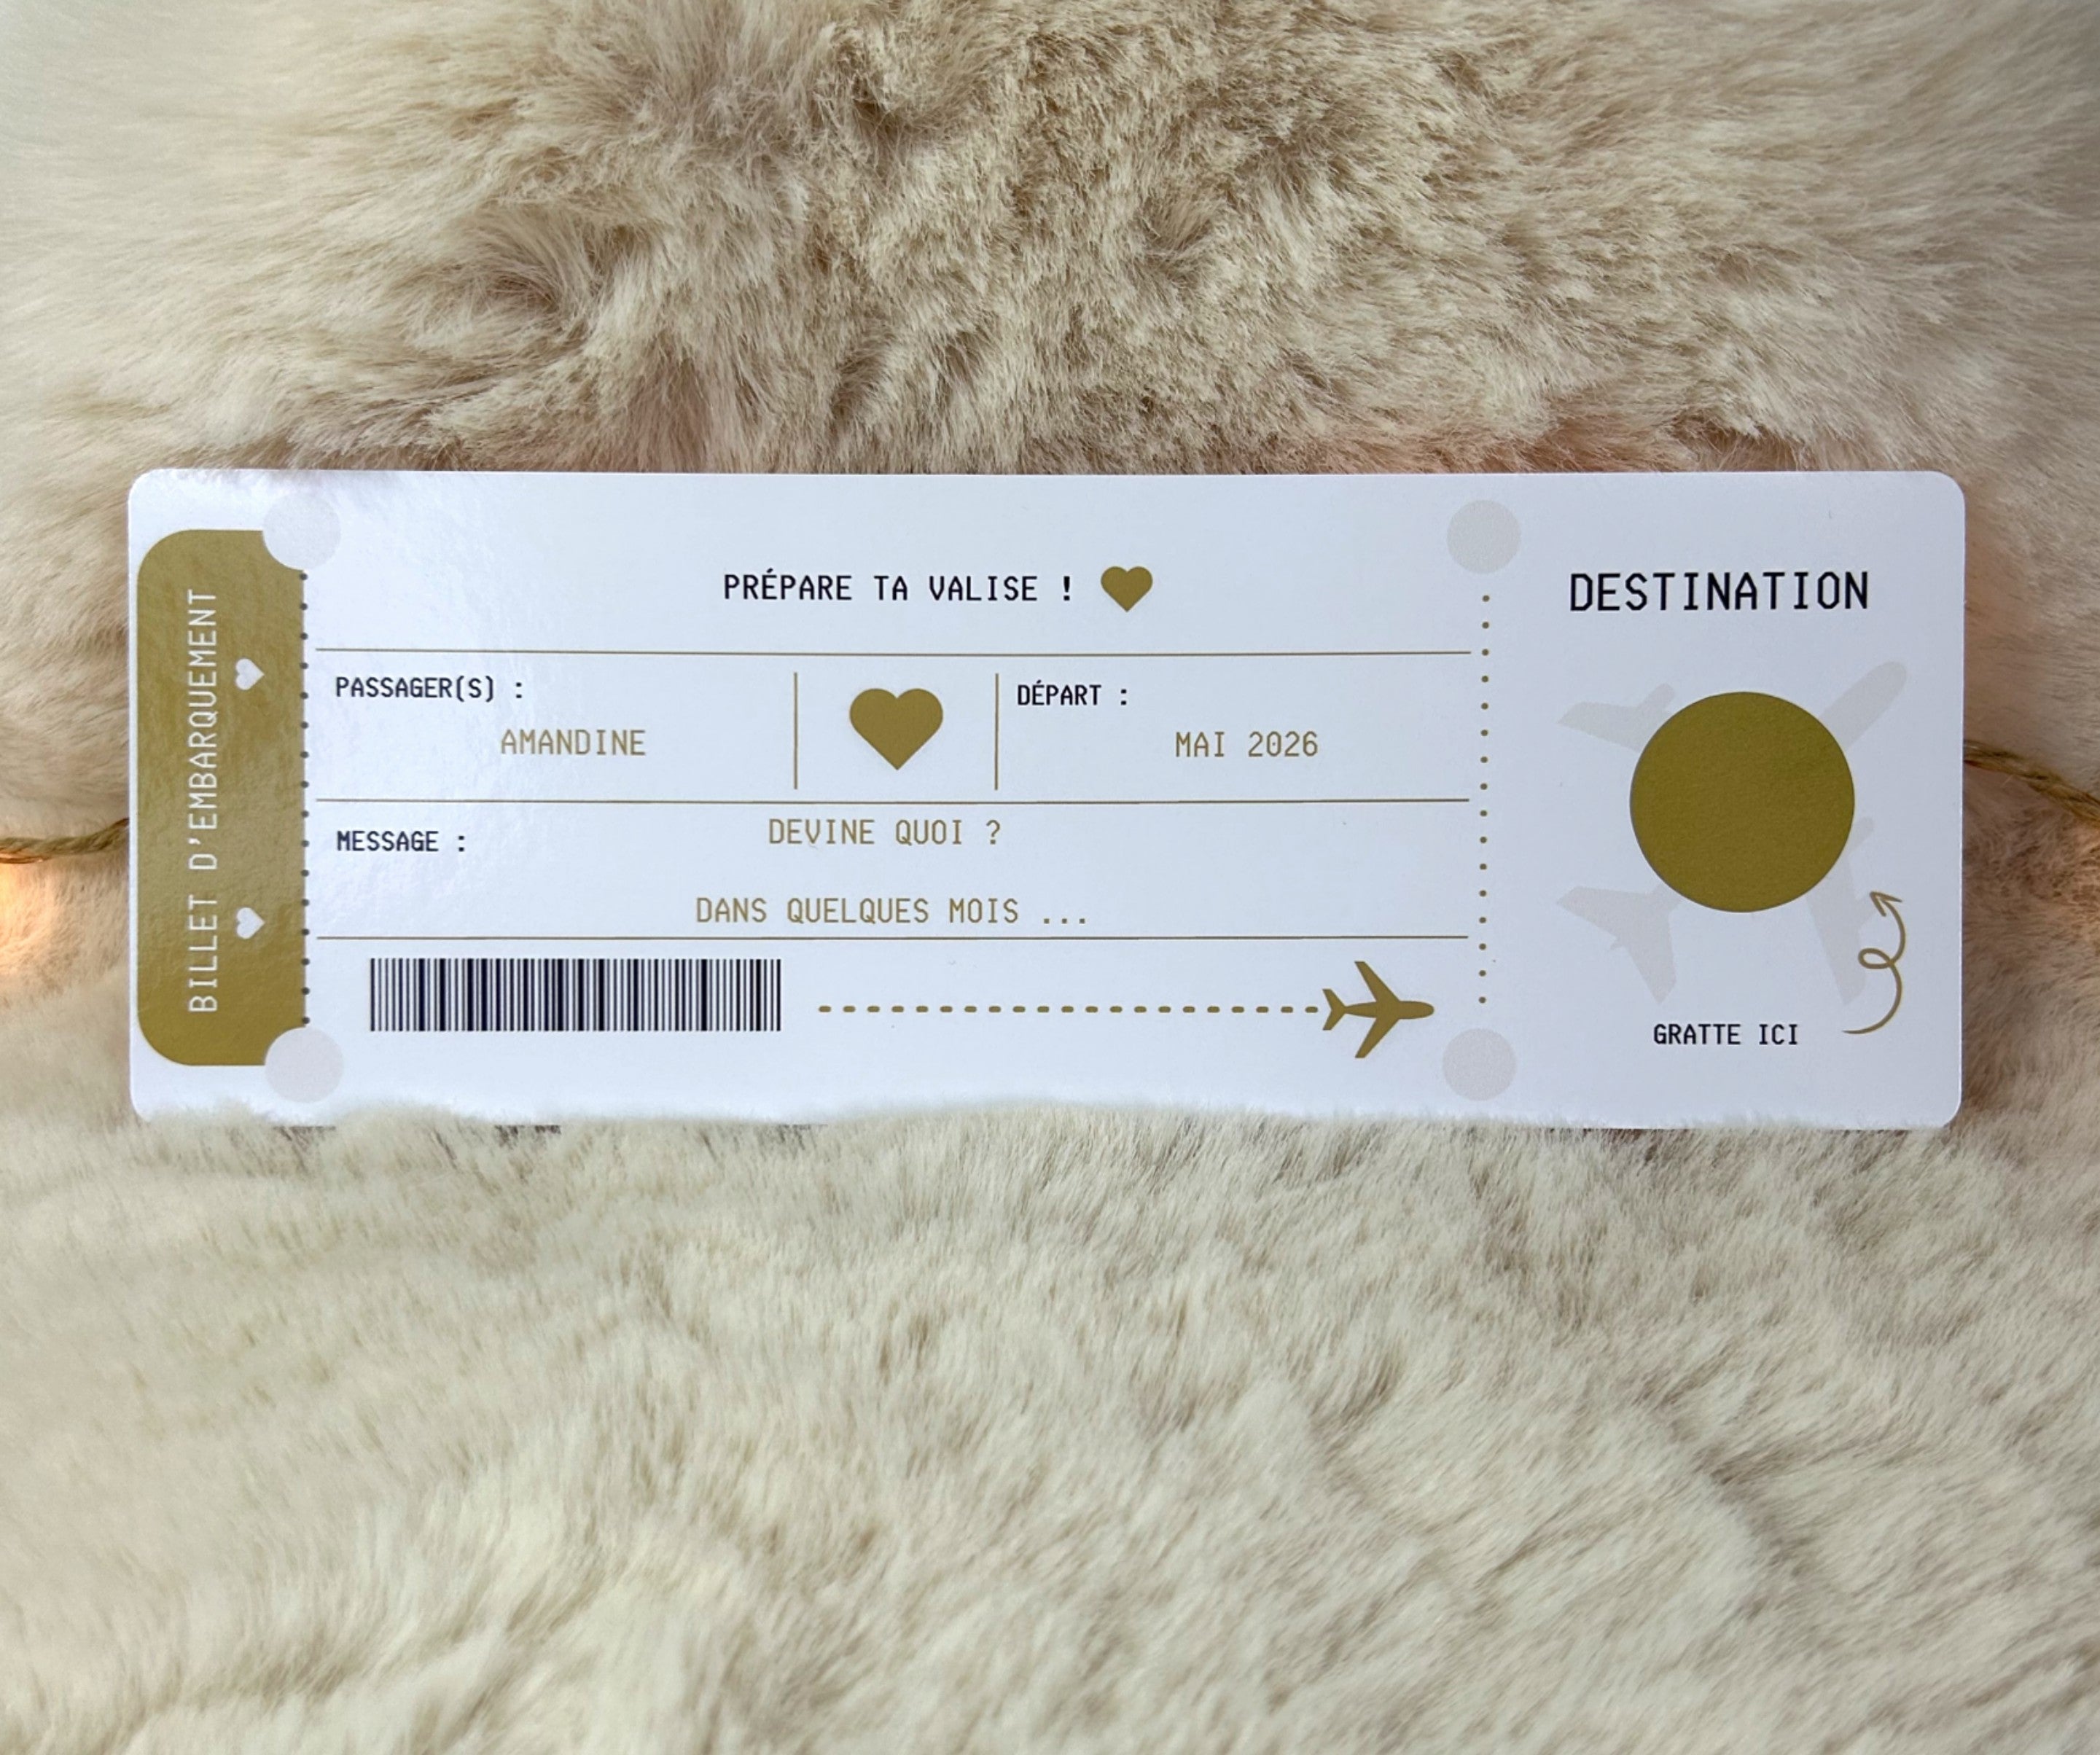 BILLET D'EMBARQUEMENT
PRÉPARE TA VALISE !
PASSAGER(S) :
AMANDINE
DÉPART :
MAI 2026
MESSAGE :
DEVINE QUOI ?
DANS QUELQUES MOIS ...
DESTINATION
GRATTE ICI